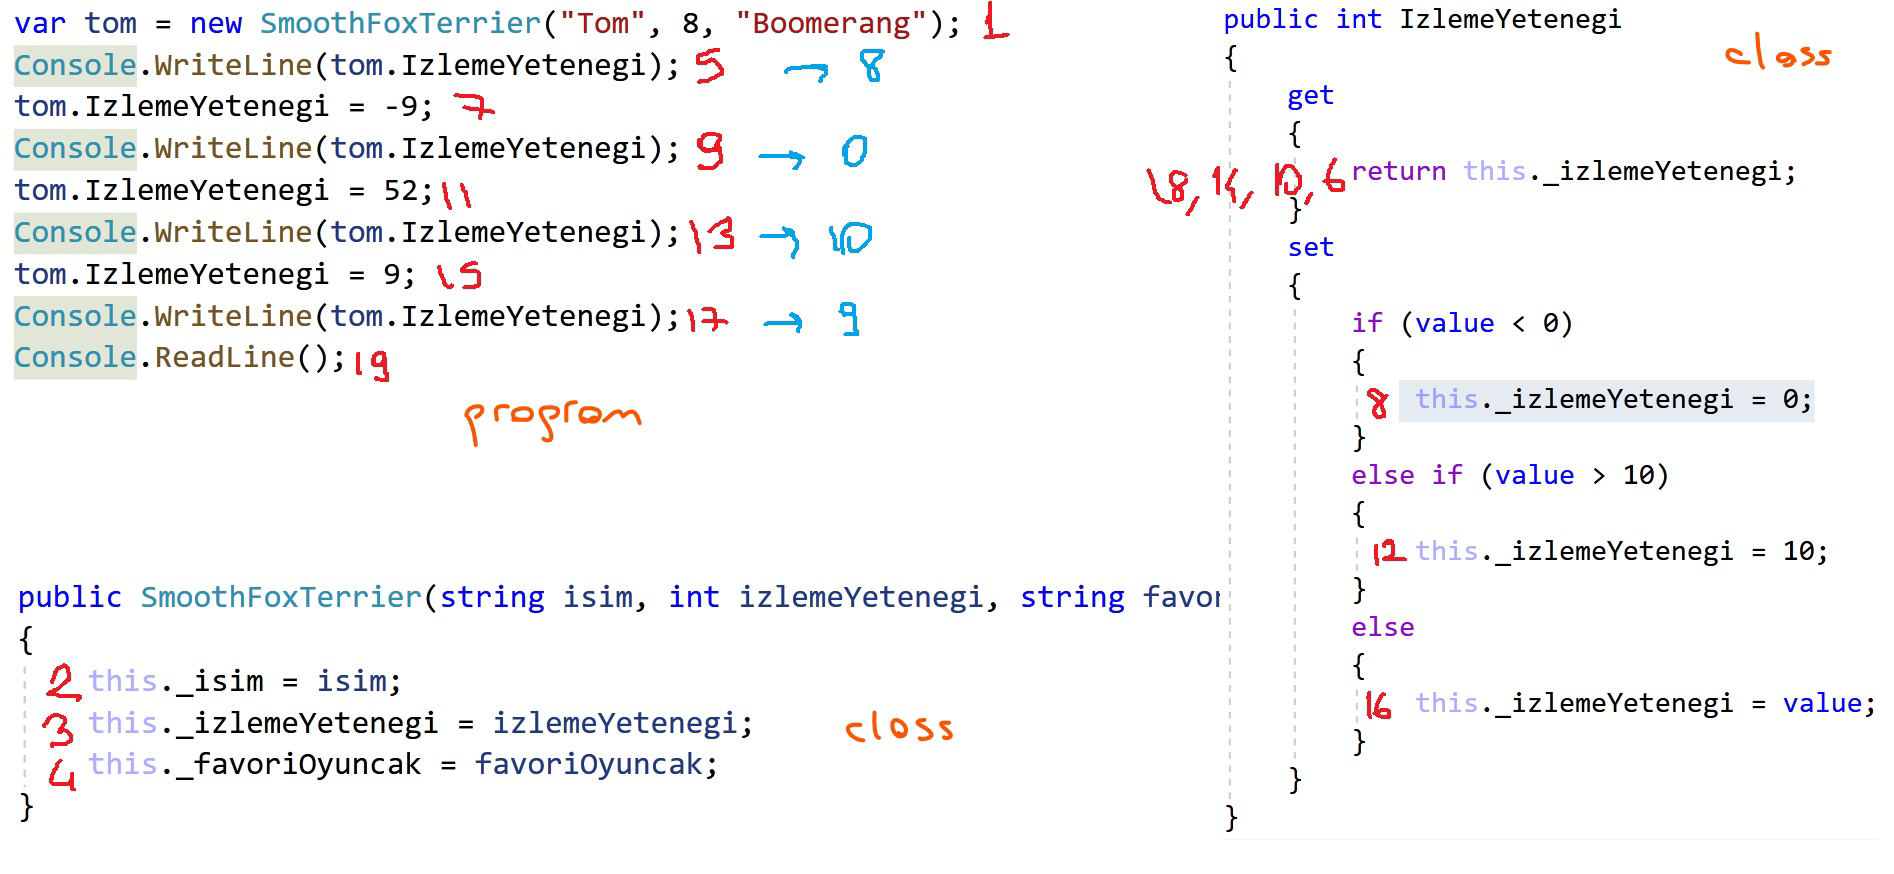 var tom = new SmoothFoxTerrier("Tom", 8, "Boomerang"); 1
Console.WriteLine(tom.IzlemeYetenegi); 5 → 8
tom.IzlemeYetenegi = -9; 7
Console.WriteLine(tom.IzlemeYetenegi); 9 → 0
tom.IzlemeYetenegi = 52; 11
Console.WriteLine(tom.IzlemeYetenegi); 13 → 10
tom.IzlemeYetenegi = 9; 15
Console.WriteLine(tom.IzlemeYetenegi); 17 → 9
Console.ReadLine(); 19
program
public SmoothFoxTerrier(string isim, int izlemeYetenegi, string favor
{
2 this._isim = isim;
3 this._izlemeYetenegi = izlemeYetenegi;
class
4 this._favoriOyuncak = favoriOyuncak;
}
public int IzlemeYetenegi
class
{
get
{
18, 14, 10, 6 return this._izlemeYetenegi;
}
set
{
if (value < 0)
{
8 this._izlemeYetenegi = 0;
}
else if (value > 10)
{
12 this._izlemeYetenegi = 10;
}
else
{
16 this._izlemeYetenegi = value;
}
}
}